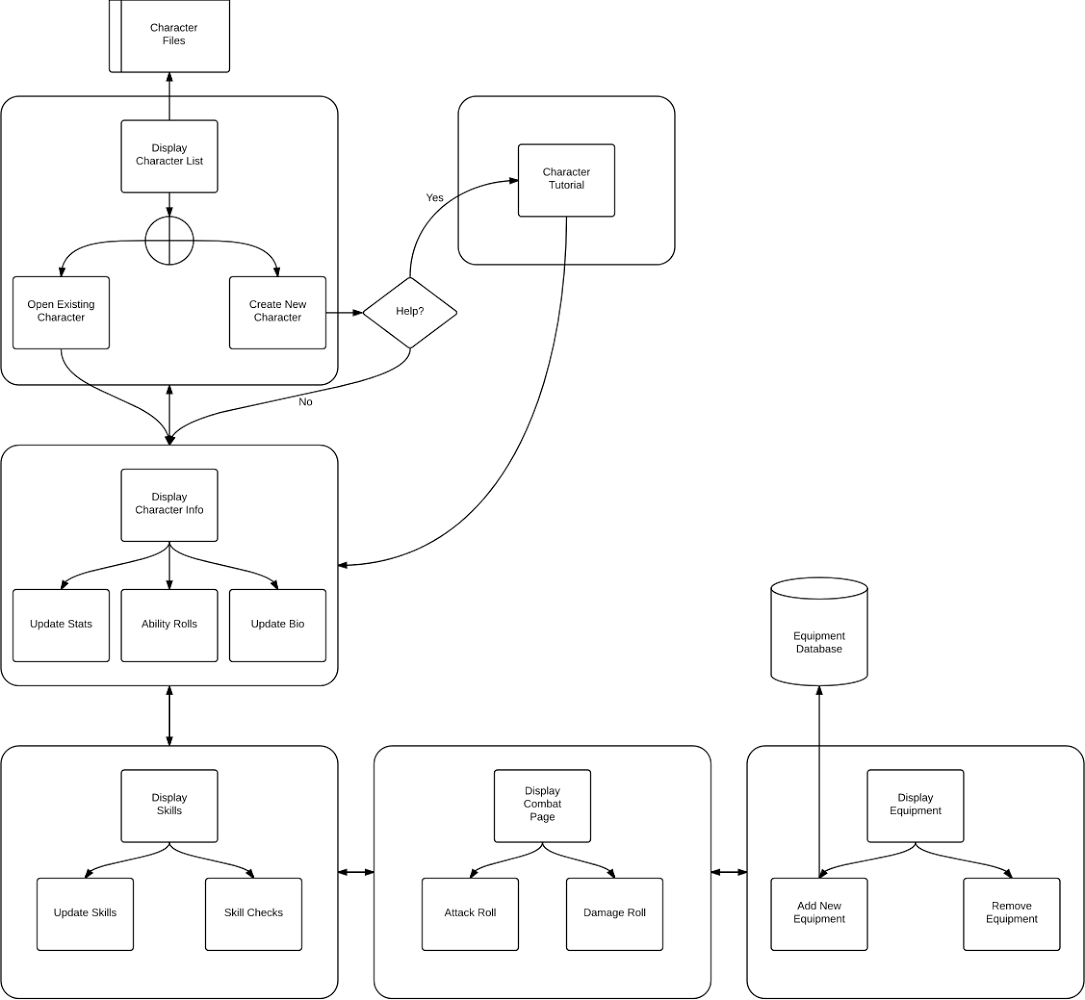 Character
Files
Display
Character List
Open Existing
Character
Create New
Character
Help?
Yes
No
Character
Tutorial
Display
Character Info
Update Stats
Ability Rolls
Update Bio
Equipment
Database
Display
Skills
Update Skills
Skill Checks
Display
Combat
Page
Attack Roll
Damage Roll
Display
Equipment
Add New
Equipment
Remove
Equipment